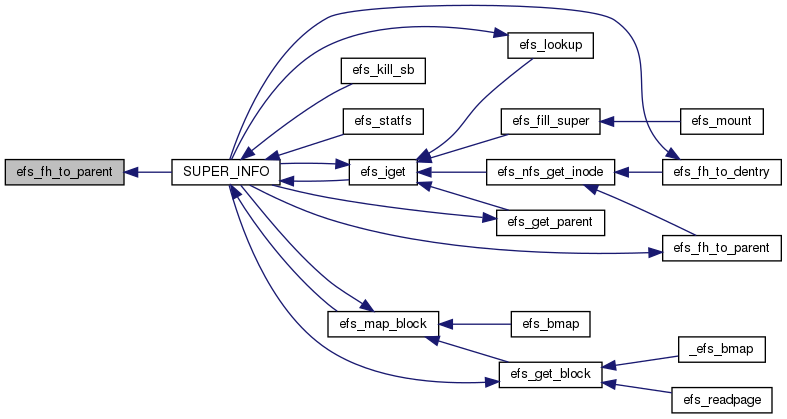 efs_fh_to_parent
SUPER_INFO
efs_kill_sb
efs_statfs
efs_iget
efs_map_block
efs_lookup
efs_fill_super
efs_nfs_get_inode
efs_get_parent
efs_bmap
efs_get_block
efs_mount
efs_fh_to_dentry
efs_fh_to_parent
_efs_bmap
efs_readpage